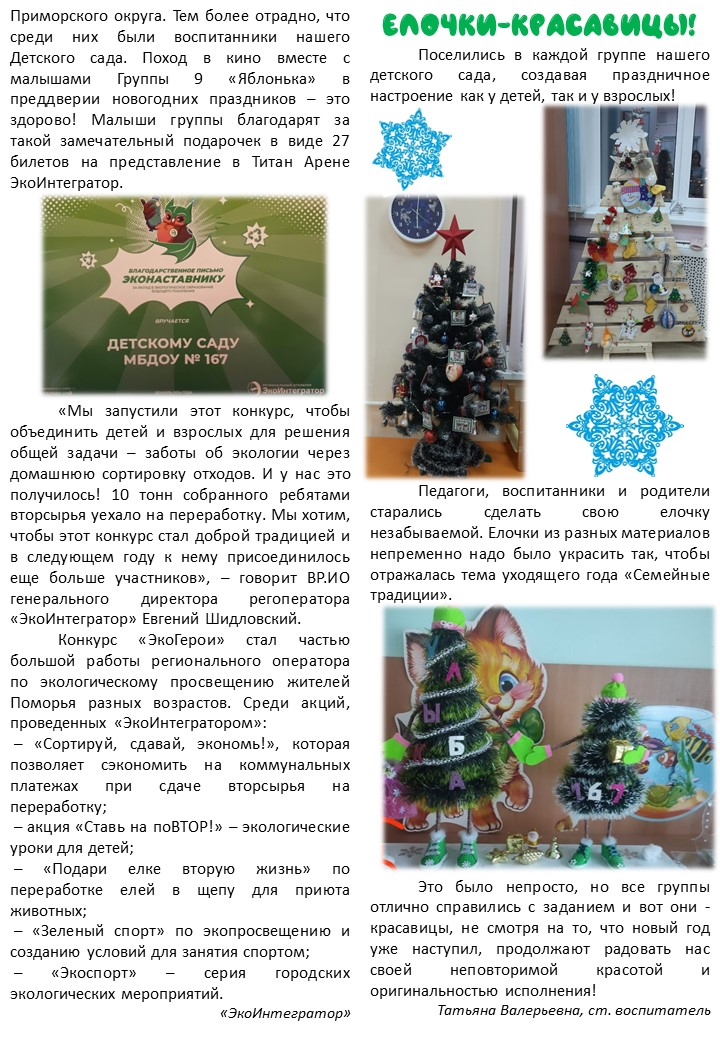 Приморского округа. Тем более отрадно, что
среди них были воспитанники нашего
Детского сада. Поход в кино вместе с
малышами Группы 9 «Яблонька» в
преддверии новогодних праздников – это
здорово! Малыши группы благодарят за
такой замечательный подарочек в виде 27
билетов на представление в Титан Арене
ЭкоИнтегратор.
БЛАГОДАРСТВЕННОЕ ПИСЬМО
ЭКОНАСТАВНИКУ
ЗА ВКЛАД В ЭКОЛОГИЧЕСКОЕ ОБРАЗОВАНИЕ
БУДУЩЕГО ПОКОЛЕНИЯ
ВРУЧАЕТСЯ
ДЕТСКОМУ САДУ
МБДОУ № 167
ЭкоИнтегратор
«Мы запустили этот конкурс, чтобы
объединить детей и взрослых для решения
общей задачи – заботы об экологии через
домашнюю сортировку отходов. И у нас это
получилось! 10 тонн собранного ребятами
вторсырья уехало на переработку. Мы хотим,
чтобы этот конкурс стал доброй традицией и
в следующем году к нему присоединилось
еще больше участников», – говорит ВР.ИО
генерального директора регоператора
«ЭкоИнтегратор» Евгений Шидловский.
Конкурс «ЭкоГерои» стал частью
большой работы регионального оператора
по экологическому просвещению жителей
Поморья разных возрастов. Среди акций,
проведенных «ЭкоИнтегратором»:
– «Сортируй, сдавай, экономь!», которая
позволяет сэкономить на коммунальных
платежах при сдаче вторсырья на
переработку;
– акция «Ставь на поВТОР!» – экологические
уроки для детей;
– «Подари елке вторую жизнь» по
переработке елей в щепу для приюта
животных;
– «Зеленый спорт» по экопросвещению и
созданию условий для занятия спортом;
– «Экоспорт» – серия городских
экологических мероприятий.
«ЭкоИнтегратор»
ЕЛОЧКИ-КРАСАВИЦЫ!
Поселились в каждой группе нашего
детского сада, создавая праздничное
настроение как у детей, так и у взрослых!
Педагоги, воспитанники и родители
старались сделать свою елочку
незабываемой. Елочки из разных материалов
непременно надо было украсить так, чтобы
отражалась тема уходящего года «Семейные
традиции».
УЛЫБКА
167
Это было непросто, но все группы
отлично справились с заданием и вот они -
красавицы, не смотря на то, что новый год
уже наступил, продолжают радовать нас
своей неповторимой красотой и
оригинальностью исполнения!
Татьяна Валерьевна, ст. воспитатель